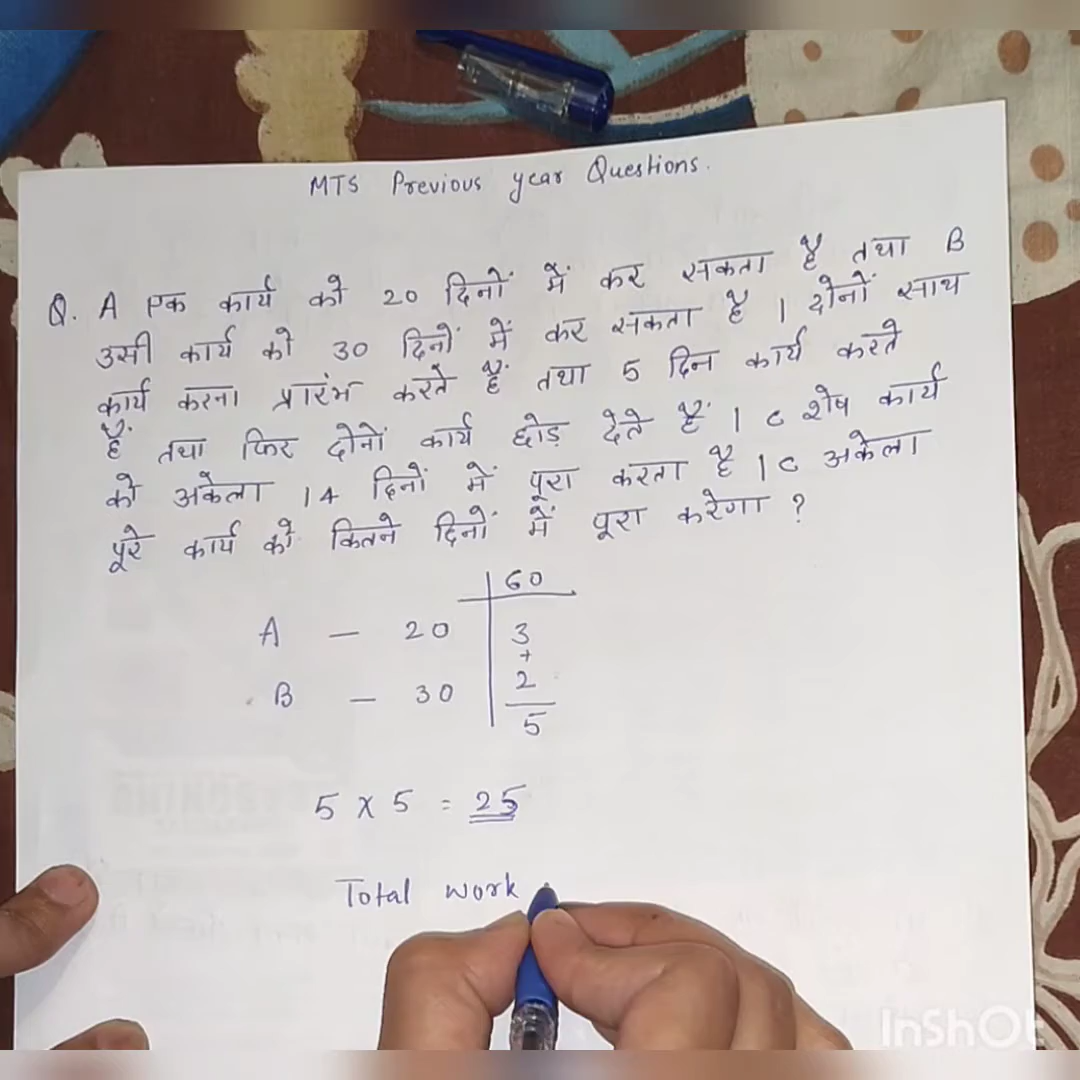 MTS Previous year Questions.
Q. A एक कार्य को 20 दिनों में कर सकता है तथा B
उसी कार्य को 30 दिनों में कर सकता है । दोनों साथ
कार्य करना प्रारंभ करते हैं तथा 5 दिन कार्य करते
हैं तथा फिर दोनों कार्य छोड़ देते हैं । C शेष कार्य
को अकेला 14 दिनों में पूरा करता है । C अकेला
पूरे कार्य को कितने दिनों में पूरा करेगा ?
60
A — 20 3
+
B — 30 2
5
5 x 5 = 25
Total work
InShOt